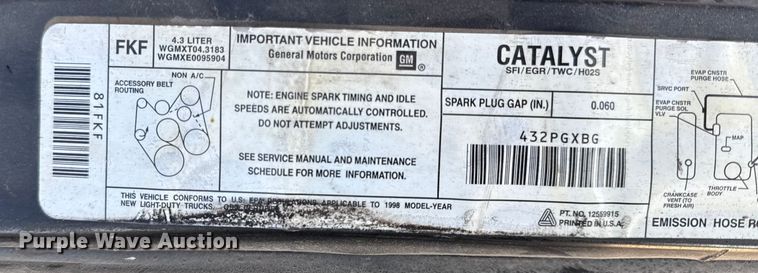 FKF
4.3 LITER
WGMXT04.3183
WGMXE0095904
IMPORTANT VEHICLE INFORMATION
General Motors Corporation GM ®
NON A/C
ACCESSORY BELT
ROUTING
81FKF
NOTE: ENGINE SPARK TIMING AND IDLE
SPEEDS ARE AUTOMATICALLY CONTROLLED.
DO NOT ATTEMPT ADJUSTMENTS.
SEE SERVICE MANUAL AND MAINTENANCE
SCHEDULE FOR MORE INFORMATION.
THIS VEHICLE CONFORMS TO U.S. EPA REGULATIONS APPLICABLE TO 1998 MODEL-YEAR
NEW LIGHT-DUTY TRUCKS.
CATALYST
SFI/EGR/TWC/HO2S
SPARK PLUG GAP (IN.) 0.060
432PGXBG
PT. NO. 12559915
PRINTED IN U.S.A.
EVAP CNSTR
PURGE HOSE
SRVC PORT
EVAP CNSTR
PURGE SOL
VLV
MAP
THROTTLE
BODY
CRANKCASE
VENT (TO
FRESH AIR)
EMISSION HOSE RO
Purple Wave Auction